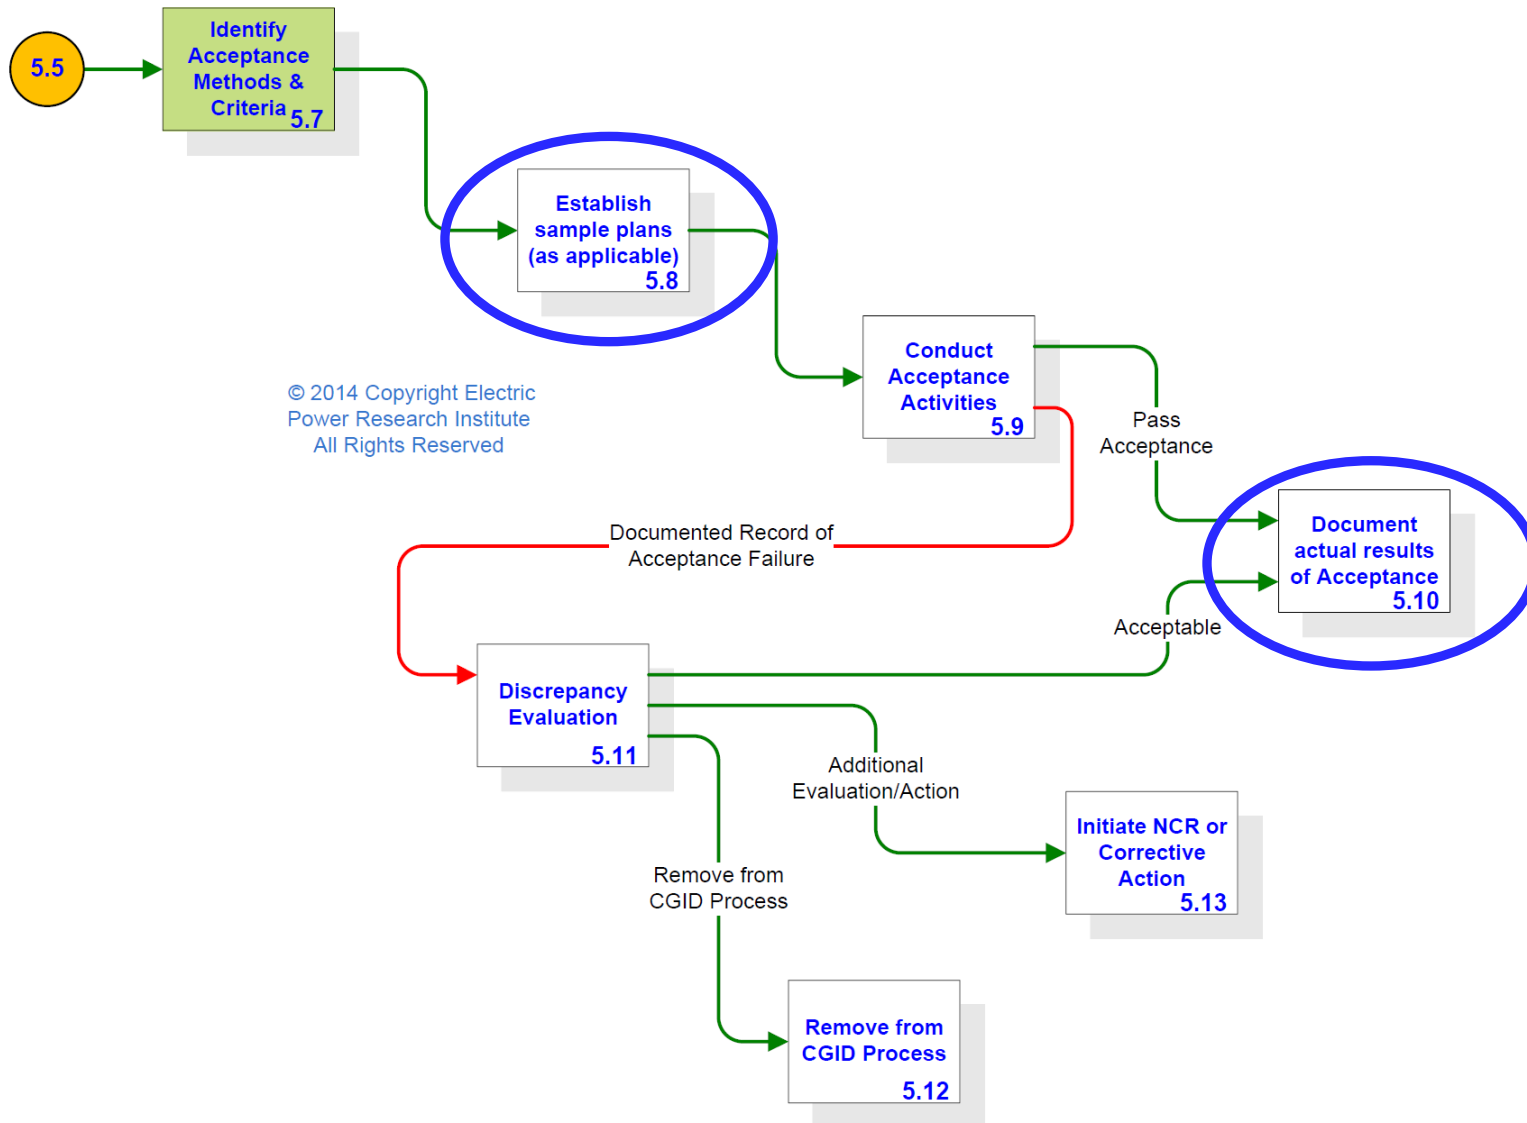 5.5
Identify
Acceptance
Methods &
Criteria
5.7
Establish
sample plans
(as applicable)
5.8
© 2014 Copyright Electric
Power Research Institute
All Rights Reserved
Conduct
Acceptance
Activities
5.9
Pass
Acceptance
Documented Record of
Acceptance Failure
Document
actual results
of Acceptance
5.10
Acceptable
Discrepancy
Evaluation
5.11
Additional
Evaluation/Action
Initiate NCR or
Corrective
Action
5.13
Remove from
CGID Process
Remove from
CGID Process
5.12